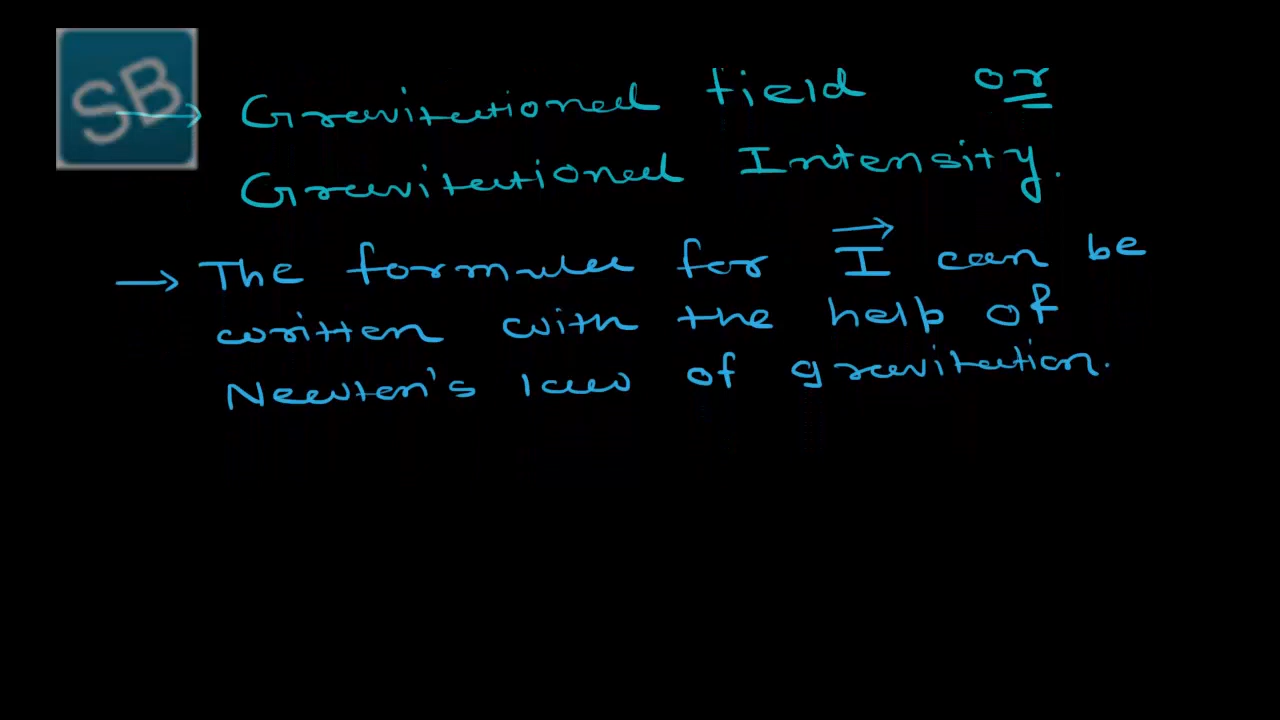 SB
→ Gravitational field or
Gravitational Intensity.
→ The formula for I⃗ can be
written with the help of
Newton's law of gravitation.